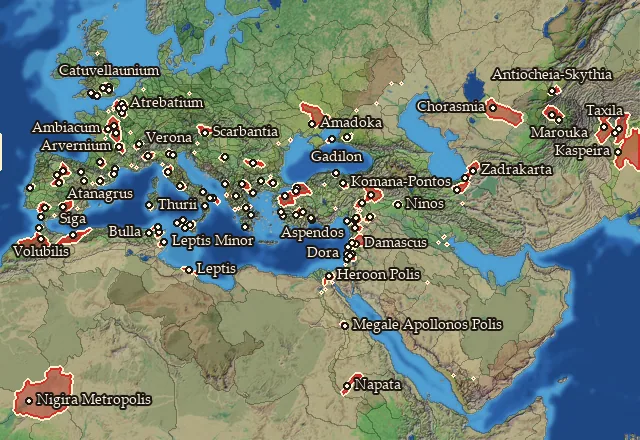 Catuvellaunium
Antiocheia-Skythia
Atrebatium
Chorasmia
Taxila
Ambiacum
Scarbantia
Amadoka
Marouka
Verona
Arvernium
Kaspeira
Gadilon
Zadrakarta
Komana-Pontos
Atanagrus
Thurii
Ninos
Siga
Bulla
Aspendos
Leptis Minor
Damascus
Volubilis
Dora
Leptis
Heroon Polis
Megale Apollonos Polis
Napata
Nigira Metropolis